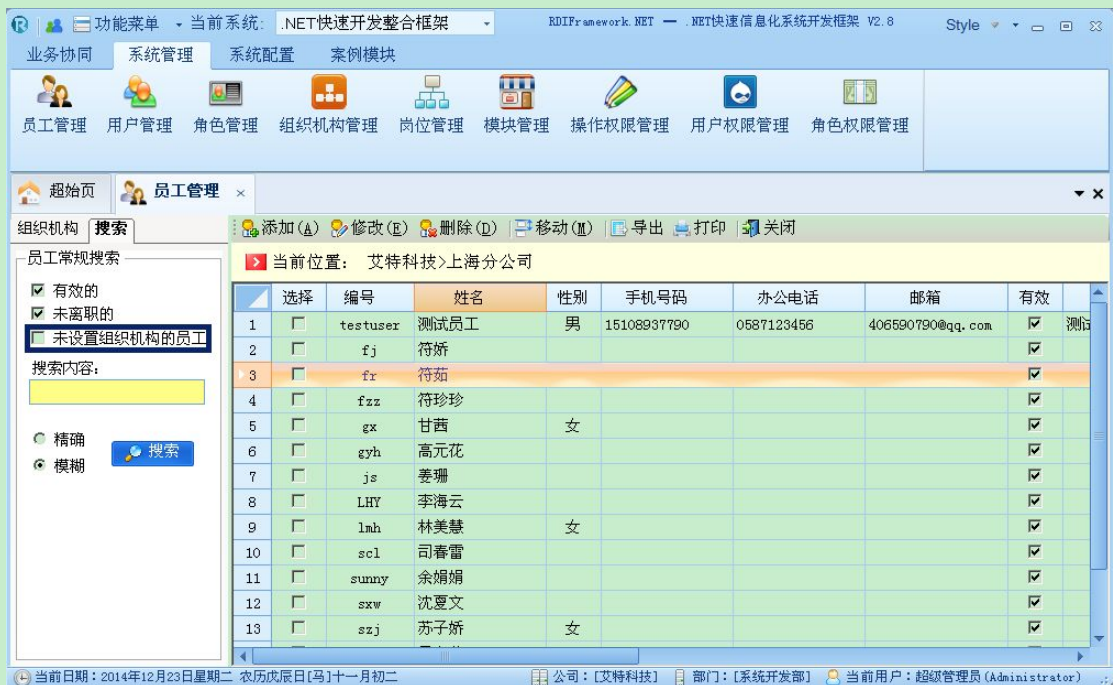 功能菜单 当前系统: .NET快速开发整合框架 RDIFramework.NET — .NET快速信息化系统开发框架 V2.8 Style
业务协同 系统管理 系统配置 案例模块
员工管理 用户管理 角色管理 组织机构管理 岗位管理 模块管理 操作权限管理 用户权限管理 角色权限管理
超始页 员工管理
组织机构 搜索 添加(A) 修改(E) 删除(D) 移动(M) 导出 打印 关闭
员工常规搜索
当前位置: 艾特科技>上海分公司
有效的
未离职的
未设置组织机构的员工
搜索内容:
精确
模糊
搜索
选择 编号 姓名 性别 手机号码 办公电话 邮箱 有效
1 testuser 测试员工 男 15108937790 0587123456 406590790@qq.com 测试
2 fj 符娇
3 fr 符茹
4 fzz 符珍珍
5 gx 甘茜 女
6 gyh 高元花
7 js 姜珊
8 LHY 李海云
9 lmh 林美慧 女
10 scl 司春雷
11 sunny 余娟娟
12 sxw 沈夏文
13 szj 苏子娇 女
当前日期:2014年12月23日星期二 农历戊辰日[马]十一月初二 公司:[艾特科技] 部门:[系统开发部] 当前用户:超级管理员(Administrator)